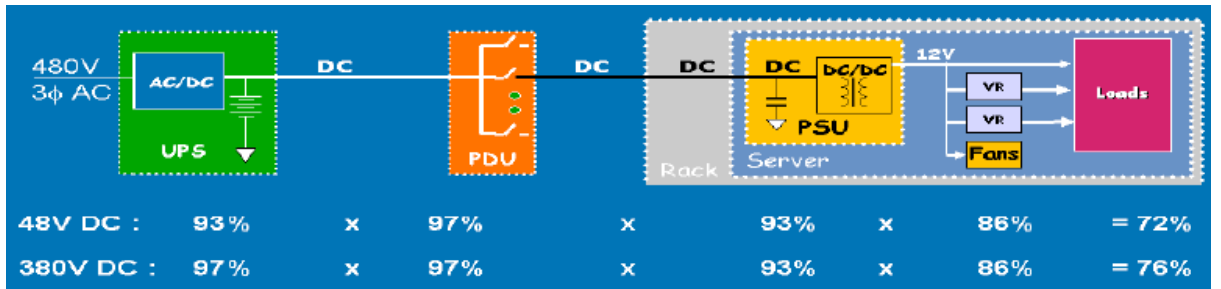 480V
3ϕ AC
AC/DC
UPS
DC
PDU
DC
DC
DC
DC/DC
PSU
12V
VR
VR
Fans
Loads
Rack
Server
48V DC : 93% x 97% x 93% x 86% = 72%
380V DC : 97% x 97% x 93% x 86% = 76%